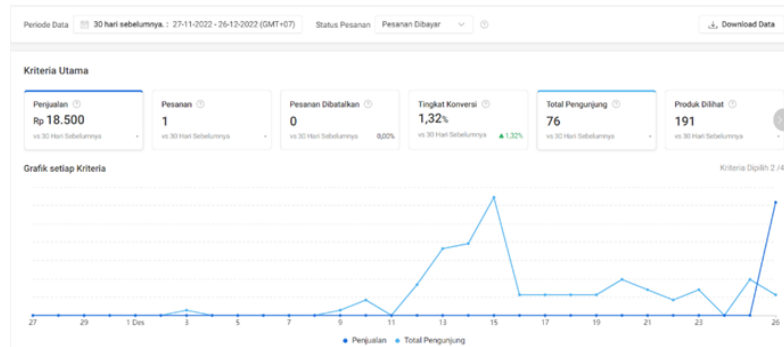 Periode Data 30 hari sebelumnya. : 27-11-2022 - 26-12-2022 (GMT+07) Status Pesanan Pesanan Dibayar Download Data
Kriteria Utama
Penjualan
Rp 18.500
vs 30 Hari Sebelumnya -
Pesanan
1
vs 30 Hari Sebelumnya -
Pesanan Dibatalkan
0
vs 30 Hari Sebelumnya 0,00%
Tingkat Konversi
1,32%
vs 30 Hari Sebelumnya ▲1,32%
Total Pengunjung
76
vs 30 Hari Sebelumnya -
Produk Dilihat
191
vs 30 Hari Sebelumnya -
Grafik setiap Kriteria Kriteria Dipilih 2 /4
27 29 1 Des 3 5 7 9 11 13 15 17 19 21 23 26
Penjualan Total Pengunjung